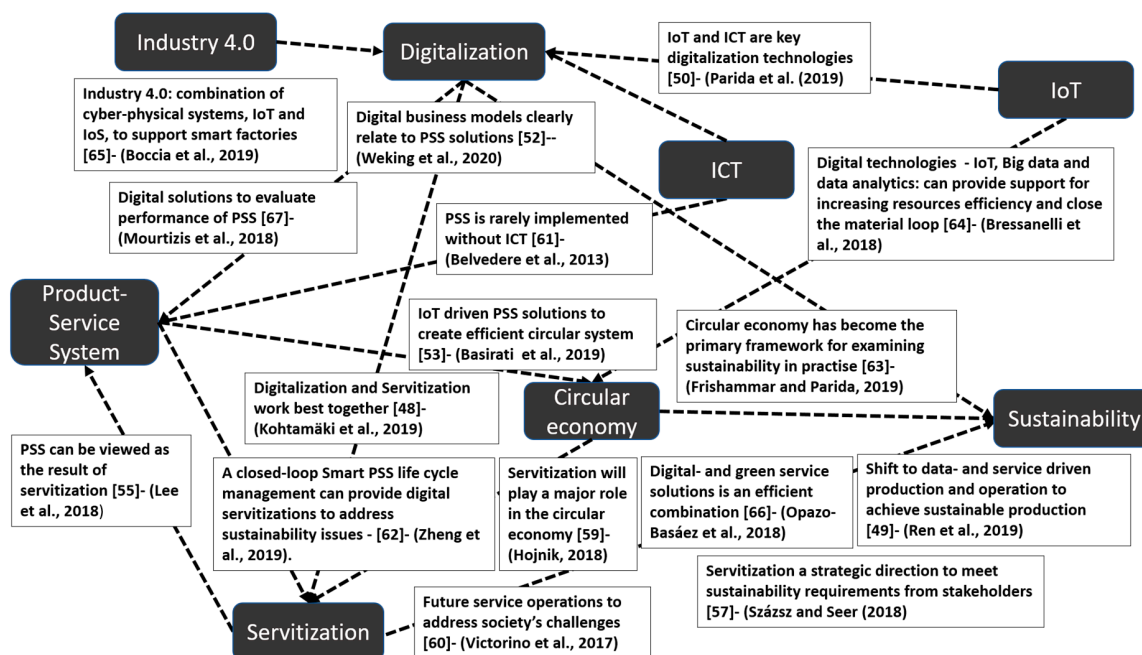 Industry 4.0
Digitalization
IoT and ICT are key
digitalization technologies
[50]- (Parida et al. (2019)
IoT
Industry 4.0: combination of
cyber-physical systems, IoT and
IoS, to support smart factories
[65]- (Boccia et al., 2019)
Digital business models clearly
relate to PSS solutions [52]--
(Weking et al., 2020)
ICT
Digital technologies - IoT, Big data and
data analytics: can provide support for
increasing resources efficiency and close
the material loop [64]- (Bressanelli et
al., 2018)
Digital solutions to evaluate
performance of PSS [67]-
(Mourtizis et al., 2018)
PSS is rarely implemented
without ICT [61]-
(Belvedere et al., 2013)
Product-
Service
System
IoT driven PSS solutions to
create efficient circular system
[53]- (Basirati et al., 2019)
Circular economy has become the
primary framework for examining
sustainability in practise [63]-
(Frishammar and Parida, 2019)
Digitalization and Servitization
work best together [48]-
(Kohtamäki et al., 2019)
Circular
economy
Sustainability
PSS can be viewed as
the result of
servitization [55]- (Lee
et al., 2018)
A closed-loop Smart PSS life cycle
management can provide digital
servitizations to address
sustainability issues - [62]- (Zheng
et al., 2019).
Servitization will
play a major role
in the circular
economy [59]-
(Hojnik, 2018)
Digital- and green service
solutions is an efficient
combination [66]- (Opazo-
Basáez et al., 2018)
Shift to data- and service driven
production and operation to
achieve sustainable production
[49]- (Ren et al., 2019)
Servitization a strategic direction to meet
sustainability requirements from stakeholders
[57]- (Szász and Seer (2018)
Servitization
Future service operations to
address society's challenges
[60]- (Victorino et al., 2017)